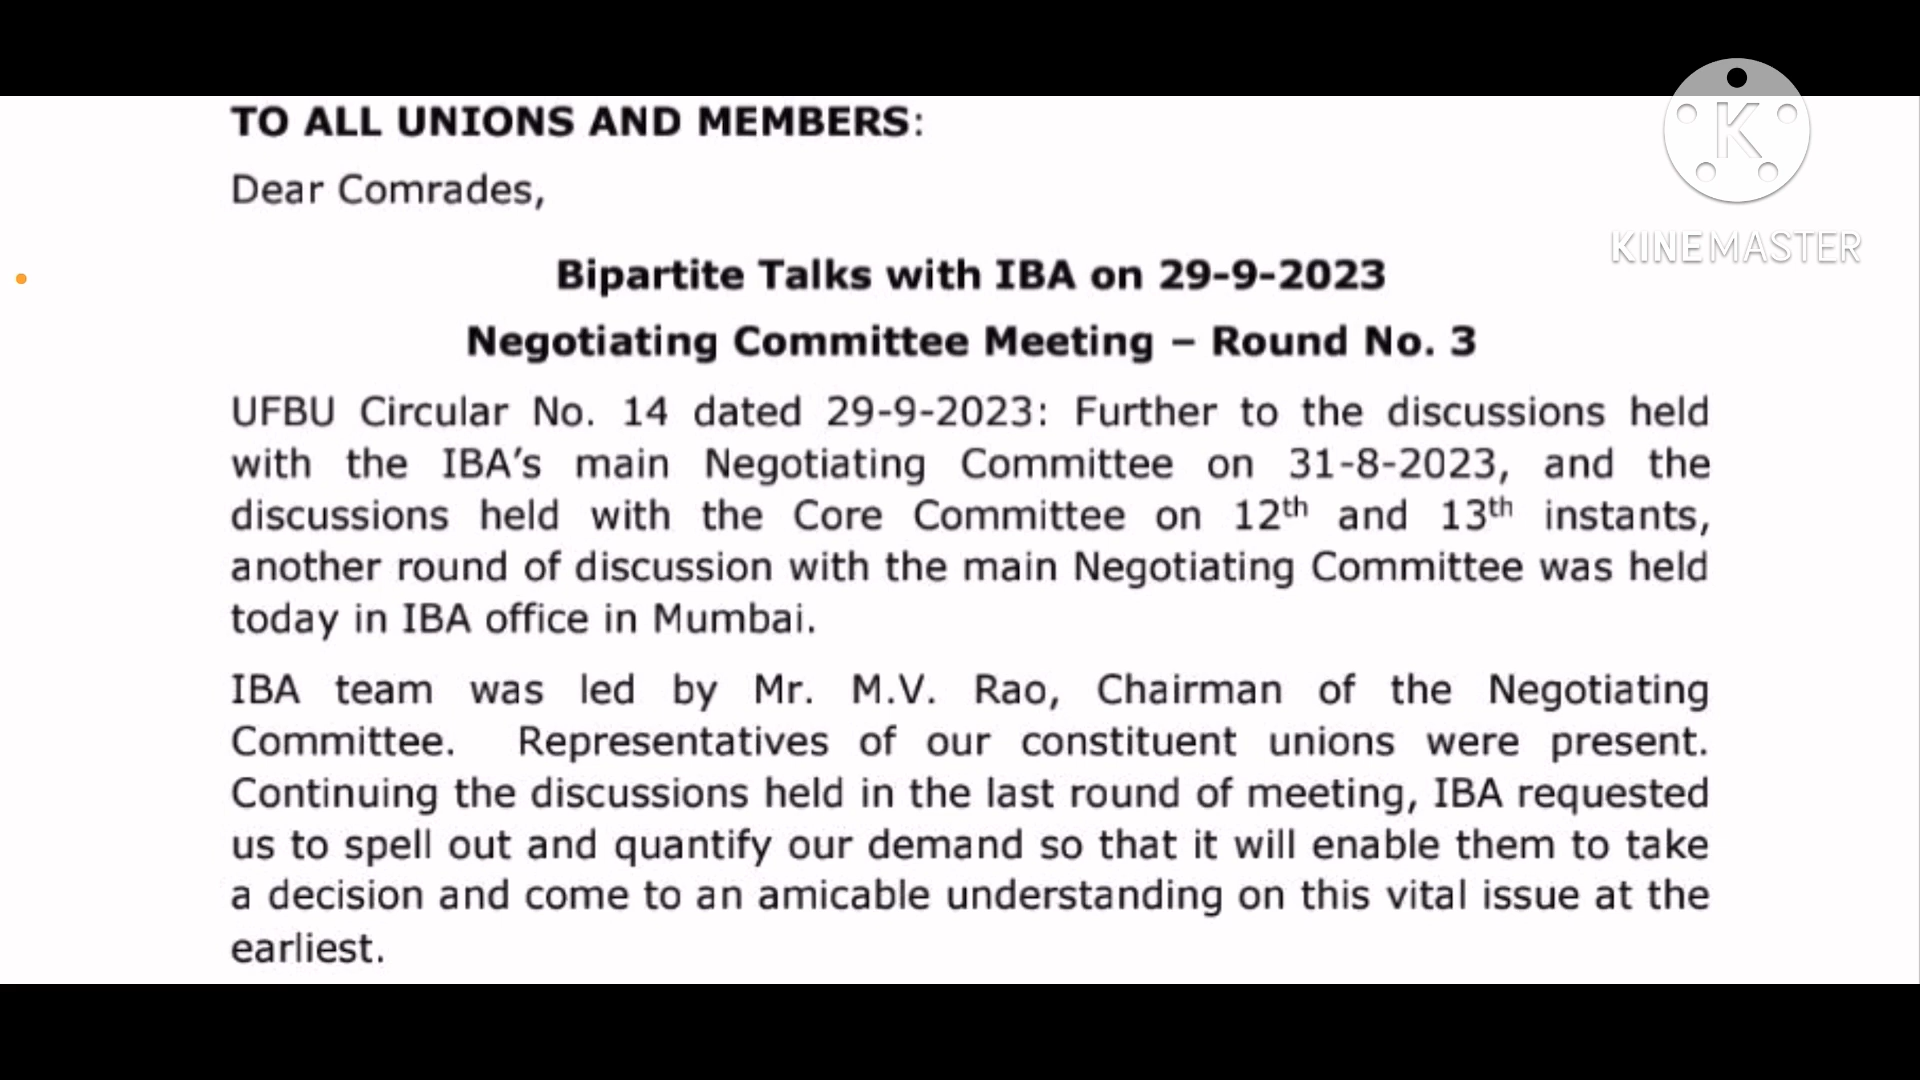 TO ALL UNIONS AND MEMBERS:
Dear Comrades,
Bipartite Talks with IBA on 29-9-2023
Negotiating Committee Meeting – Round No. 3
UFBU Circular No. 14 dated 29-9-2023: Further to the discussions held
with the IBA’s main Negotiating Committee on 31-8-2023, and the
discussions held with the Core Committee on 12th and 13th instants,
another round of discussion with the main Negotiating Committee was held
today in IBA office in Mumbai.
IBA team was led by Mr. M.V. Rao, Chairman of the Negotiating
Committee. Representatives of our constituent unions were present.
Continuing the discussions held in the last round of meeting, IBA requested
us to spell out and quantify our demand so that it will enable them to take
a decision and come to an amicable understanding on this vital issue at the
earliest.
K
KINEMASTER